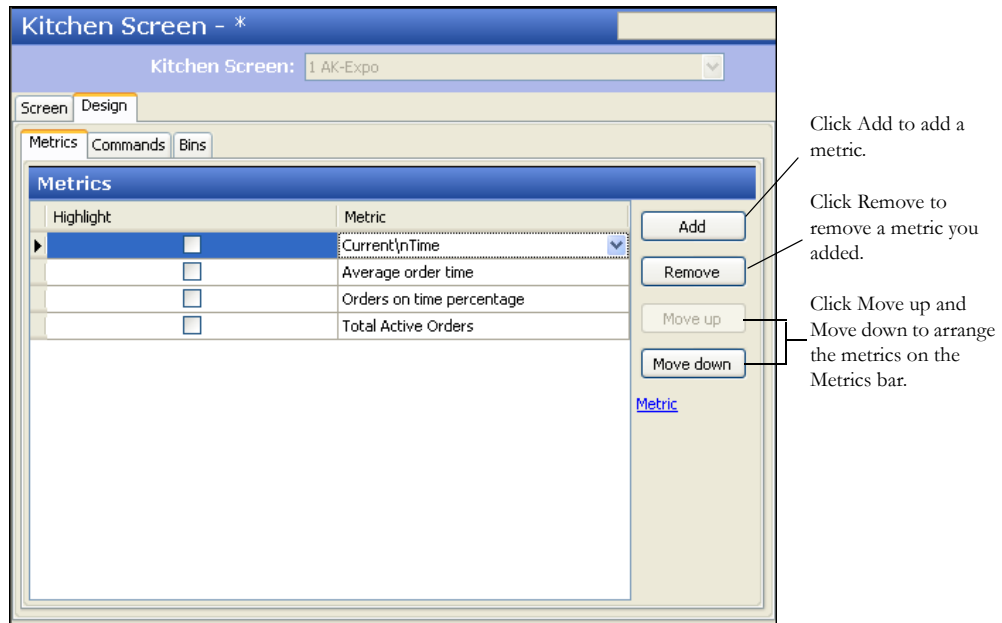 Kitchen Screen - *
Kitchen Screen: 1 AK-Expo
Screen Design
Metrics Commands Bins
Metrics
Highlight Metric
Current\nTime
Average order time
Orders on time percentage
Total Active Orders
Add
Remove
Move up
Move down
Metric
Click Add to add a
metric.
Click Remove to
remove a metric you
added.
Click Move up and
Move down to arrange
the metrics on the
Metrics bar.